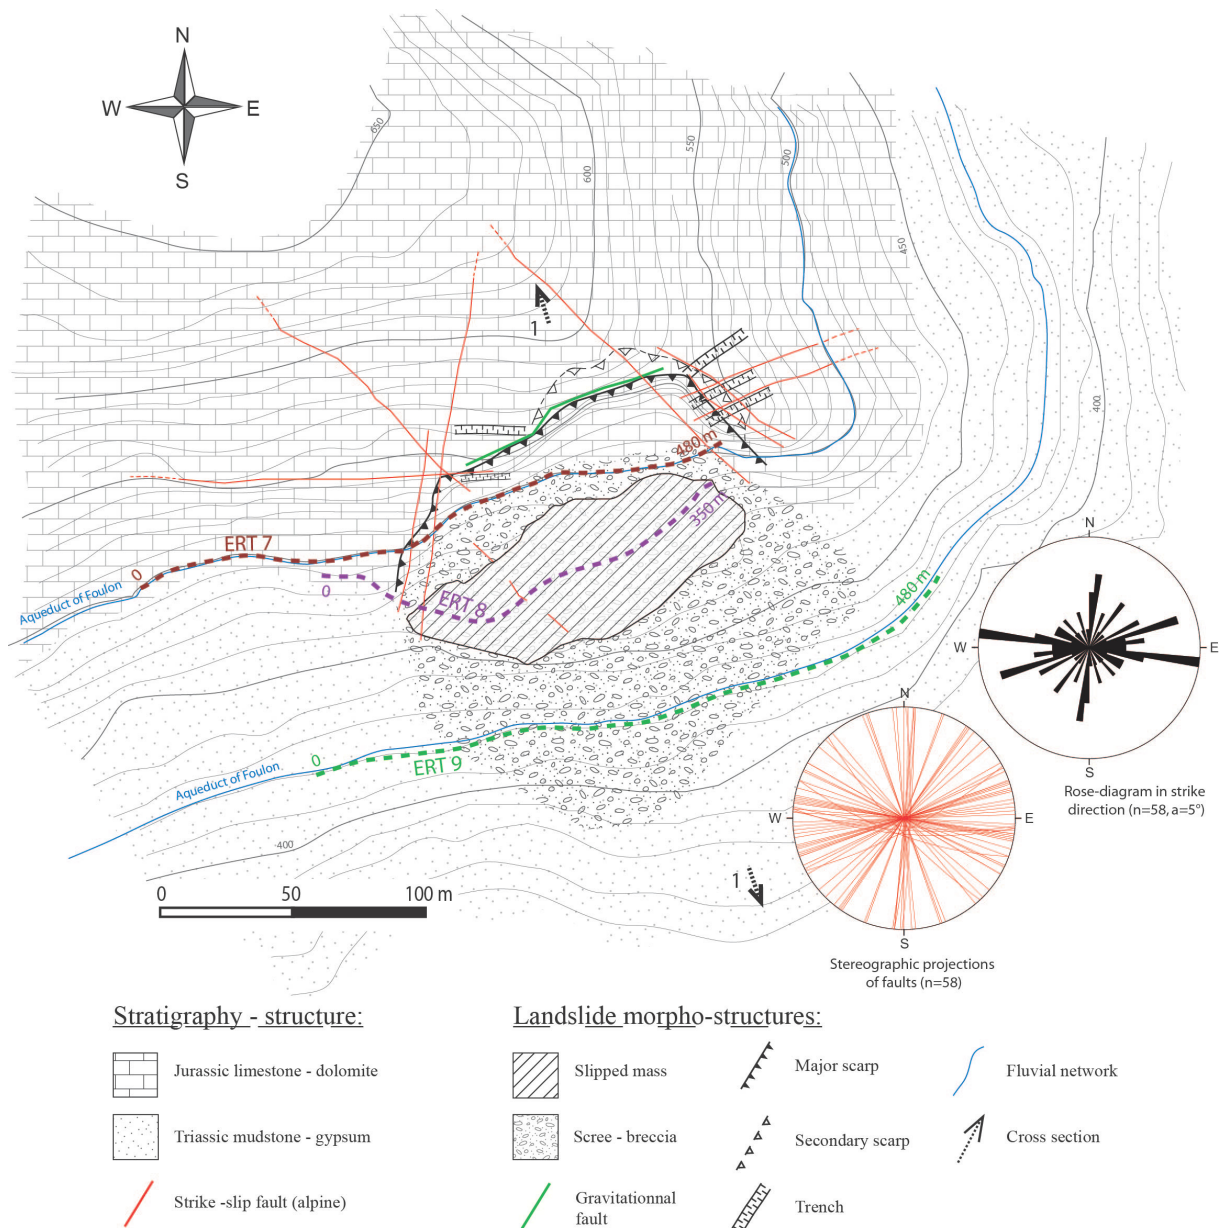 N
W
E
S
650
600
550
500
450
400
1
480 m
350 m
ERT 7
0
Aqueduct of Foulon
0
ERT 8
480 m
0
ERT 9
Aqueduct of Foulon
400
1
0
50
100 m
N
W
E
S
Rose-diagram in strike
direction (n=58, a=5°)
N
W
E
S
Stereographic projections
of faults (n=58)
Stratigraphy - structure:
Jurassic limestone - dolomite
Triassic mudstone - gypsum
Strike -slip fault (alpine)
Landslide morpho-structures:
Slipped mass
Scree - breccia
Gravitationnal
fault
Major scarp
Secondary scarp
Trench
Fluvial network
Cross section